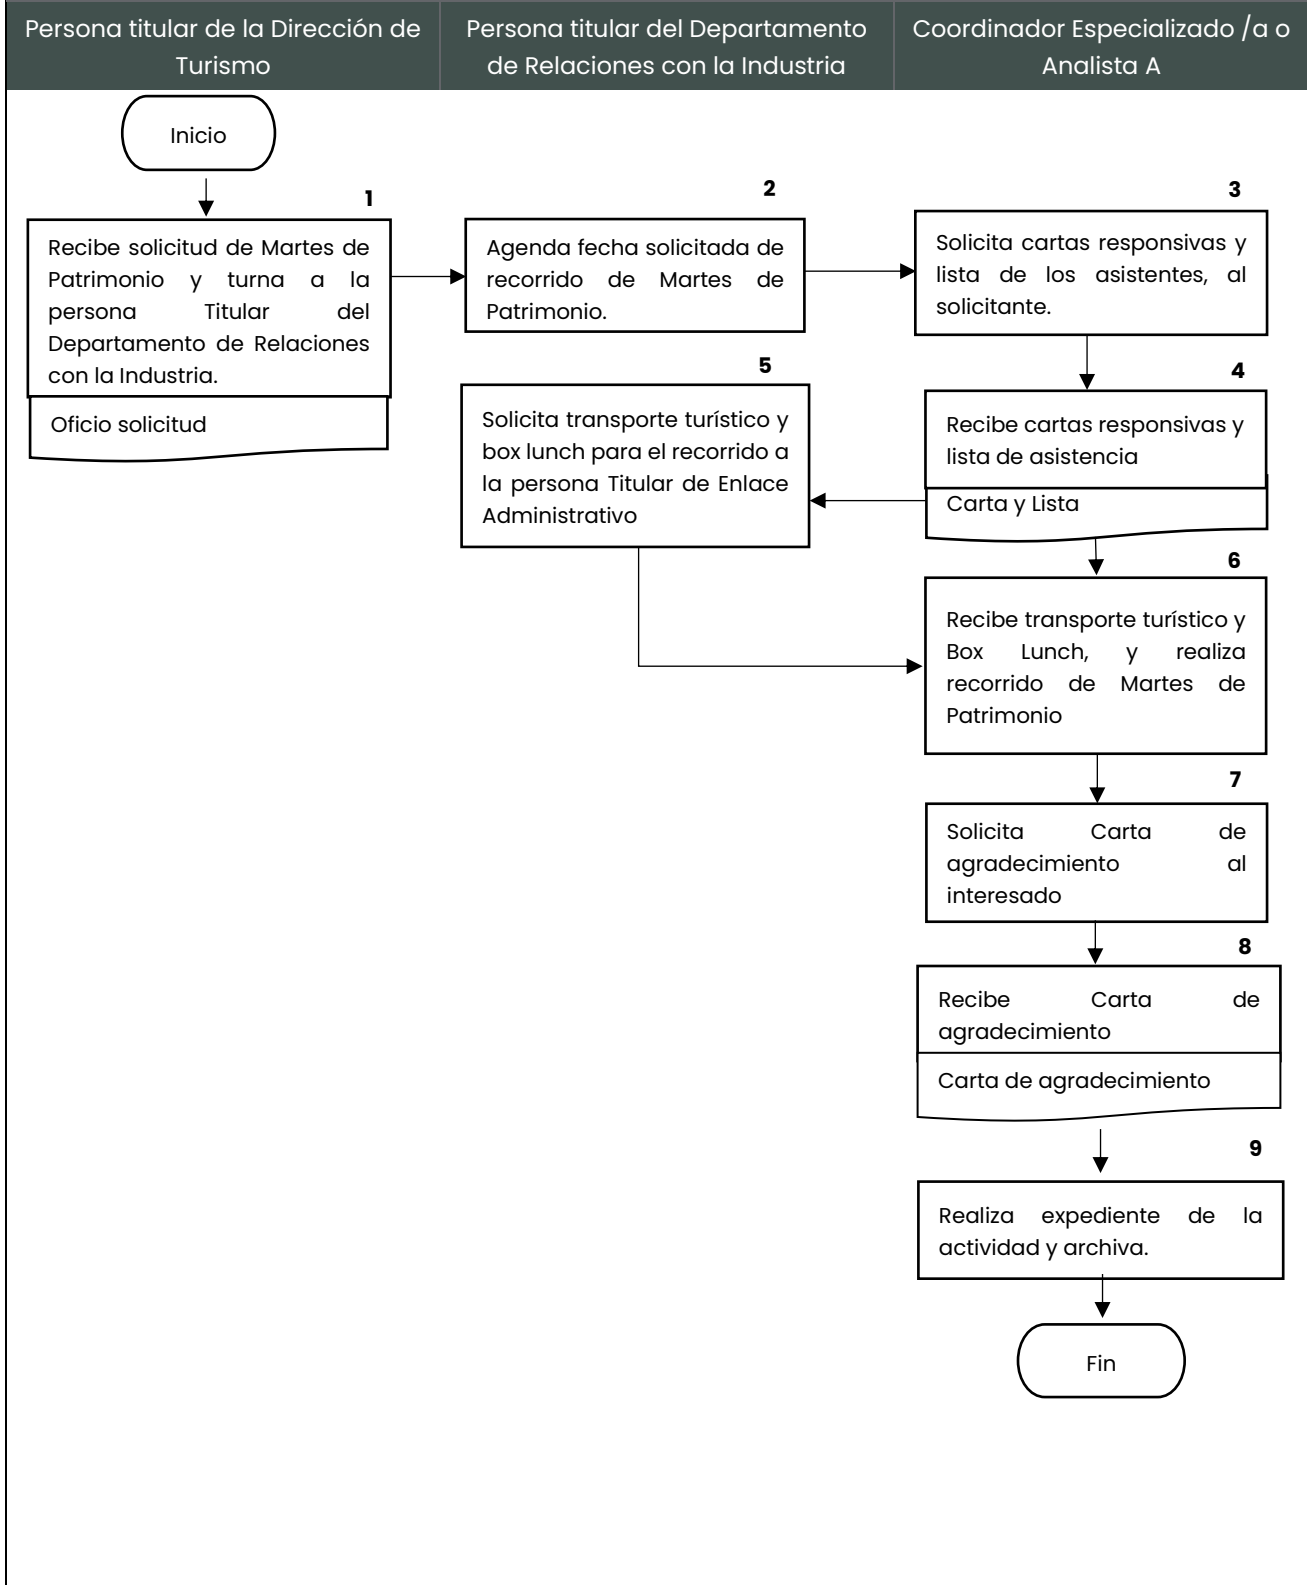 Persona titular de la Dirección de
Turismo
Persona titular del Departamento
de Relaciones con la Industria
Coordinador Especializado /a o
Analista A
Inicio
1
Recibe solicitud de Martes de
Patrimonio y turna a la
persona Titular del
Departamento de Relaciones
con la Industria.
Oficio solicitud
2
Agenda fecha solicitada de
recorrido de Martes de
Patrimonio.
3
Solicita cartas responsivas y
lista de los asistentes, al
solicitante.
4
Recibe cartas responsivas y
lista de asistencia
Carta y Lista
5
Solicita transporte turístico y
box lunch para el recorrido a
la persona Titular de Enlace
Administrativo
6
Recibe transporte turístico y
Box Lunch, y realiza
recorrido de Martes de
Patrimonio
7
Solicita Carta de
agradecimiento al
interesado
8
Recibe Carta de
agradecimiento
Carta de agradecimiento
9
Realiza expediente de la
actividad y archiva.
Fin